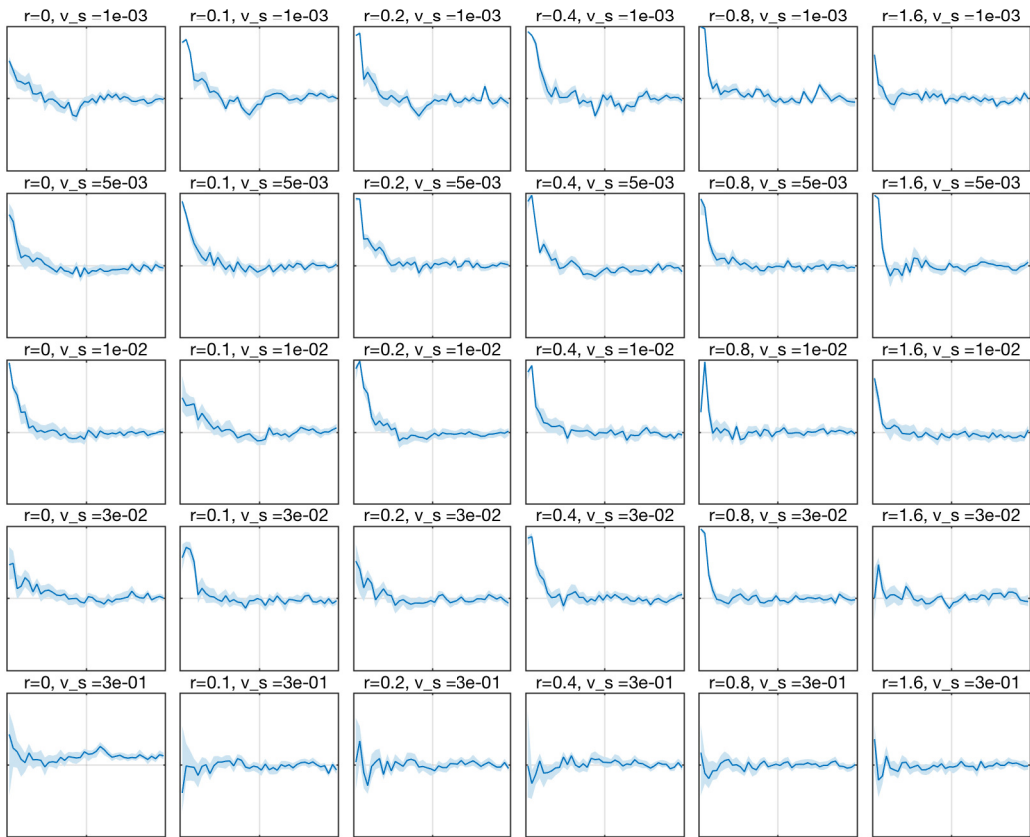 r=0, v_s =1e-03 r=0.1, v_s =1e-03 r=0.2, v_s =1e-03 r=0.4, v_s =1e-03 r=0.8, v_s =1e-03 r=1.6, v_s =1e-03
r=0, v_s =5e-03 r=0.1, v_s =5e-03 r=0.2, v_s =5e-03 r=0.4, v_s =5e-03 r=0.8, v_s =5e-03 r=1.6, v_s =5e-03
r=0, v_s =1e-02 r=0.1, v_s =1e-02 r=0.2, v_s =1e-02 r=0.4, v_s =1e-02 r=0.8, v_s =1e-02 r=1.6, v_s =1e-02
r=0, v_s =3e-02 r=0.1, v_s =3e-02 r=0.2, v_s =3e-02 r=0.4, v_s =3e-02 r=0.8, v_s =3e-02 r=1.6, v_s =3e-02
r=0, v_s =3e-01 r=0.1, v_s =3e-01 r=0.2, v_s =3e-01 r=0.4, v_s =3e-01 r=0.8, v_s =3e-01 r=1.6, v_s =3e-01